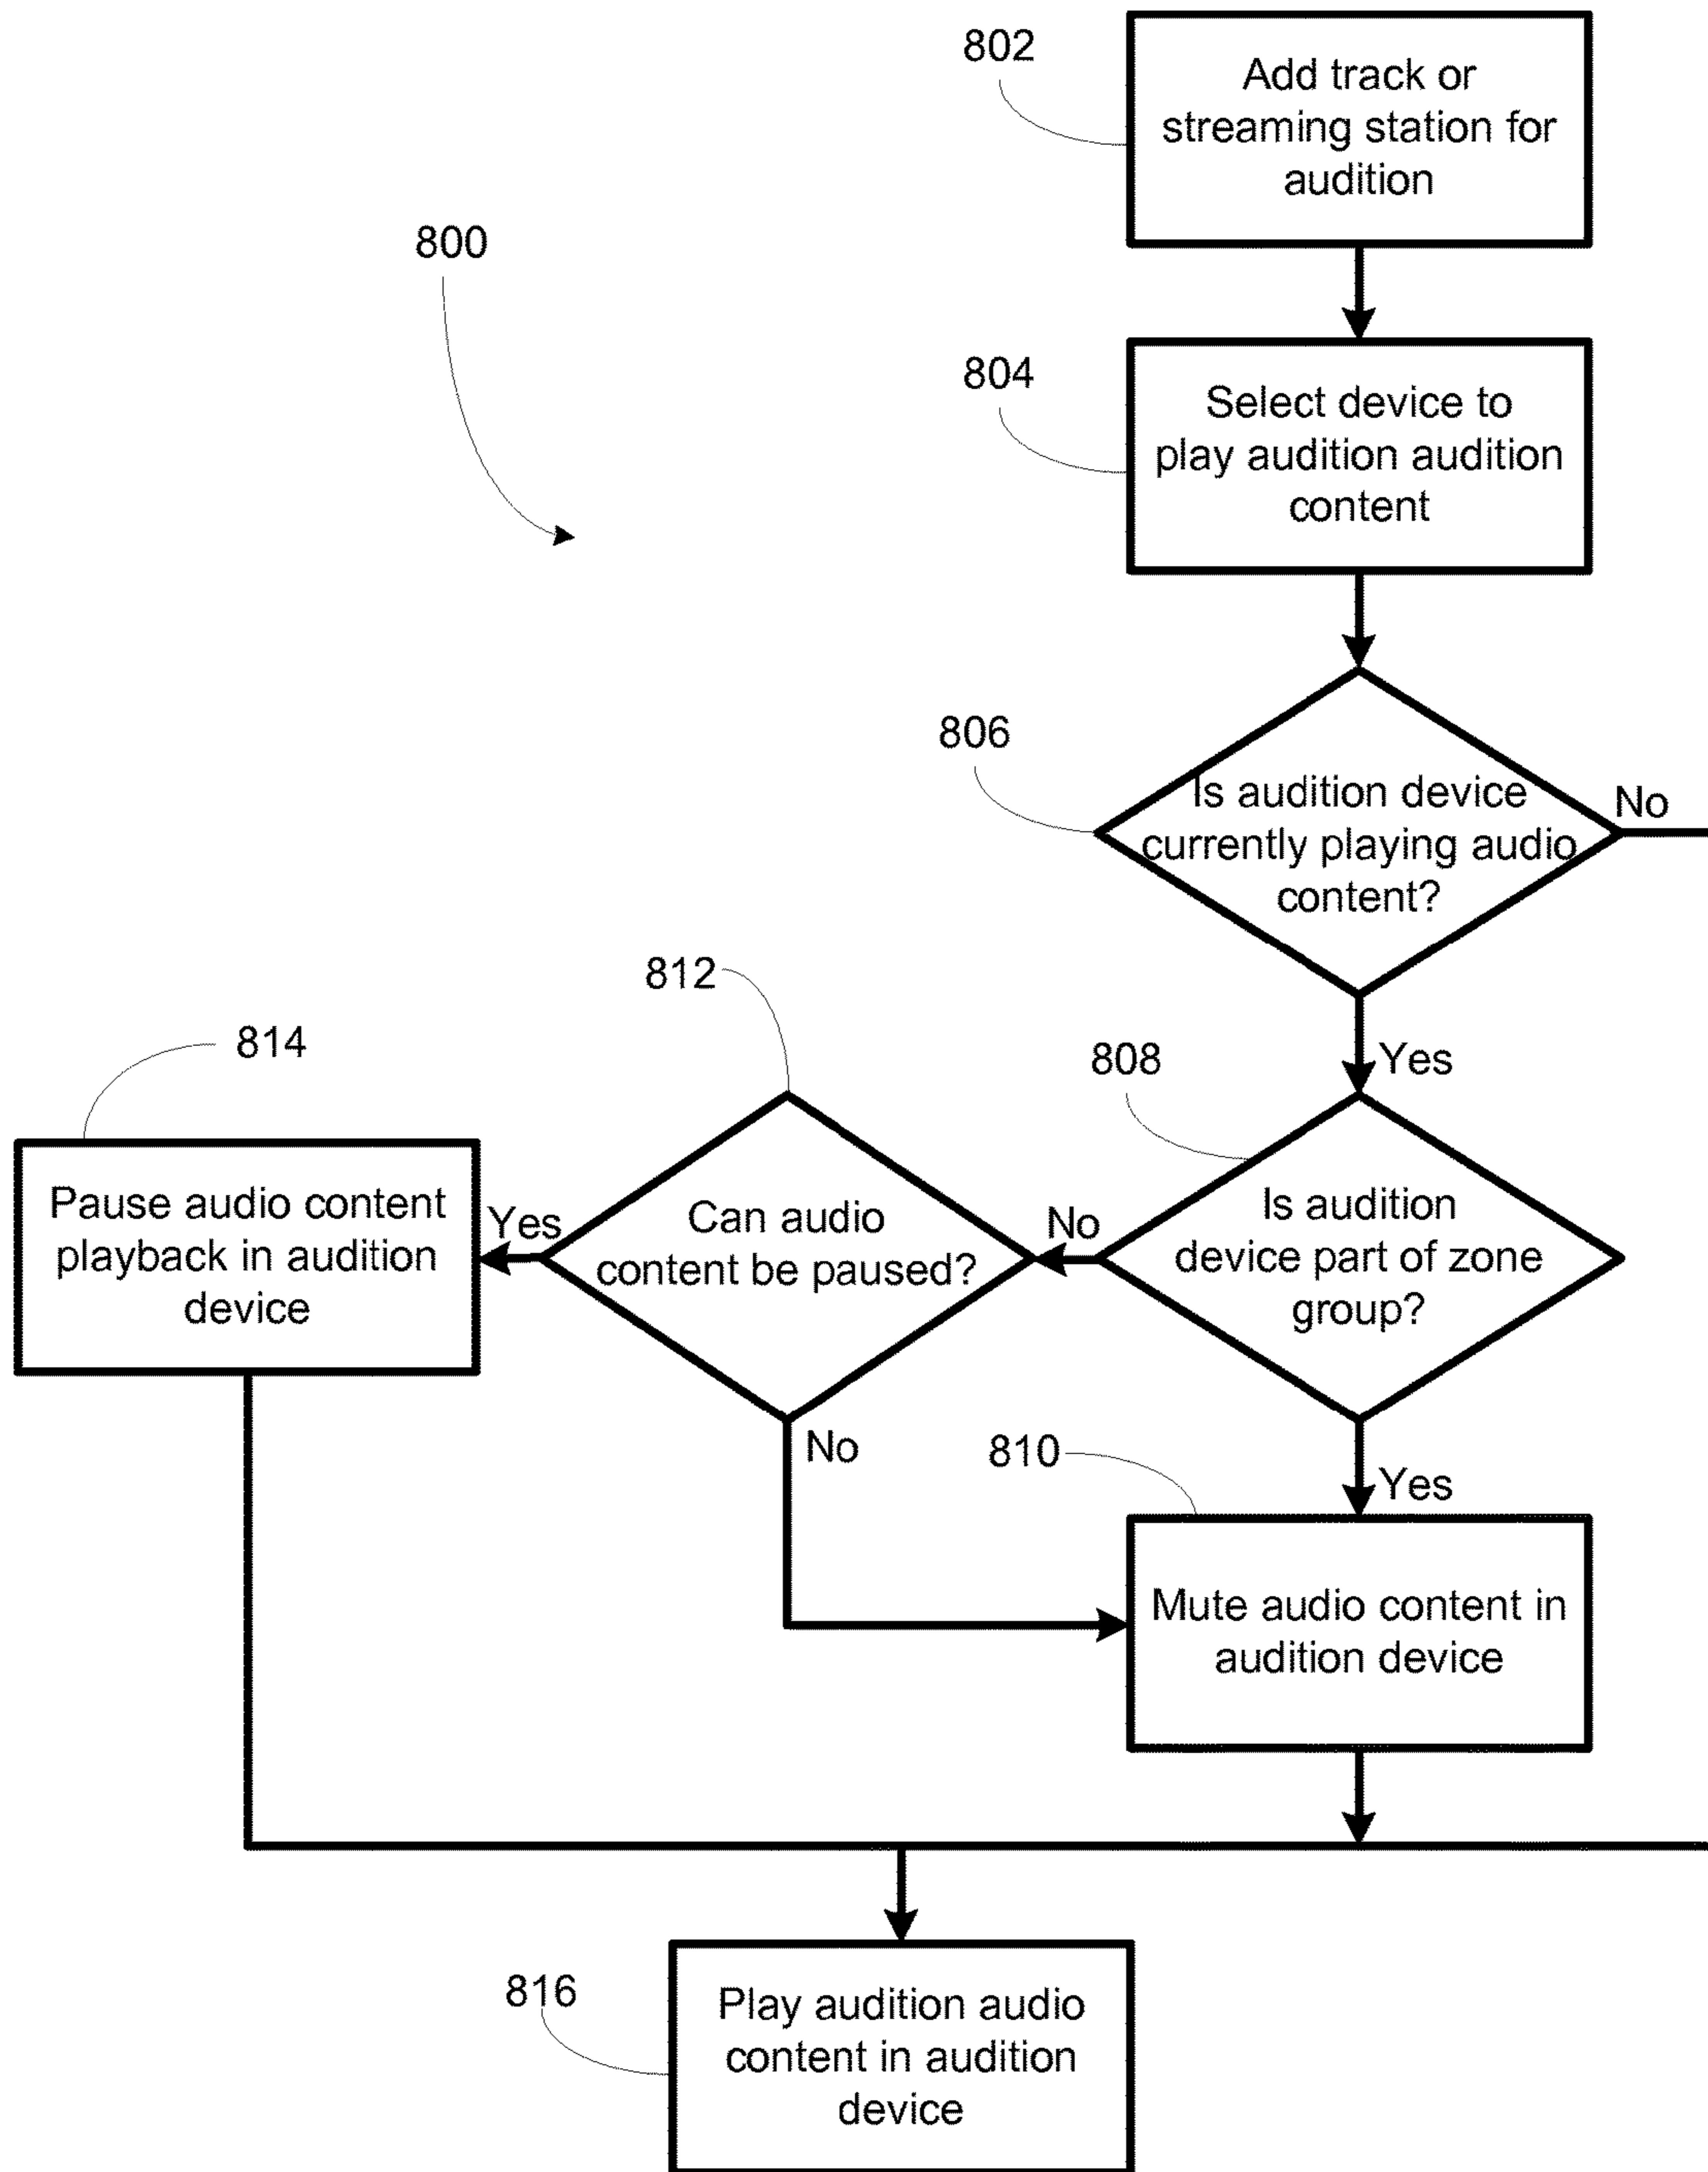 802
Add track or
streaming station for
audition
800
804
Select device to
play audition audition
content
806
Is audition device
currently playing audio
content?
No
Yes
808
Is audition
device part of zone
group?
No
Yes
812
Can audio
content be paused?
Yes
No
814
Pause audio content
playback in audition
device
810
Mute audio content in
audition device
816
Play audition audio
content in audition
device